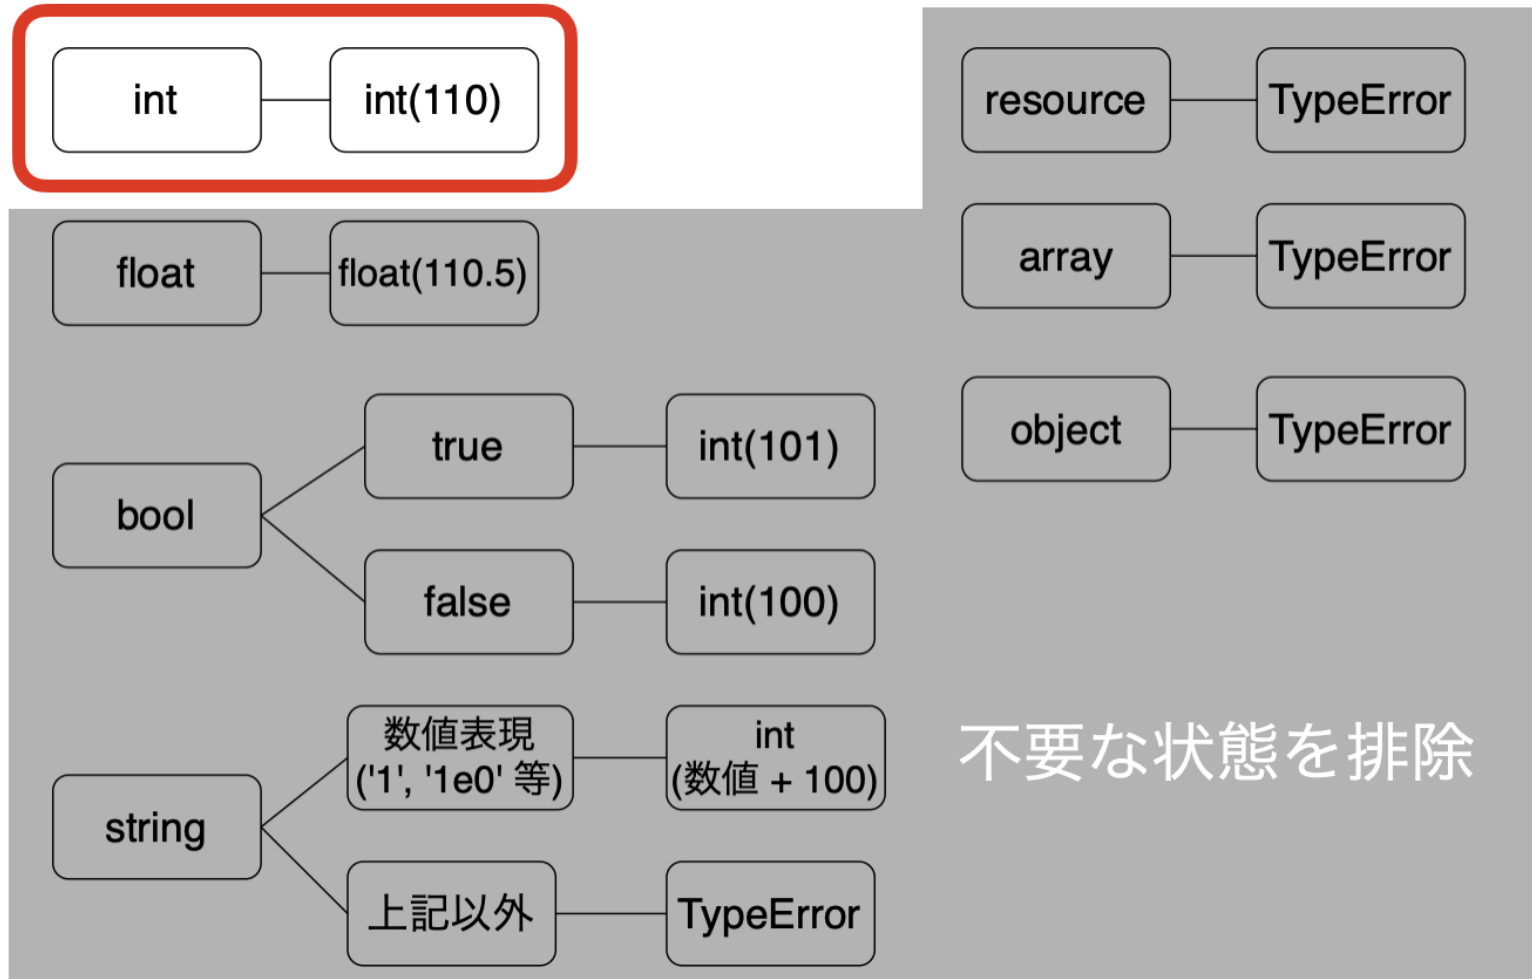 int
int(110)
float
float(110.5)
bool
true
int(101)
false
int(100)
string
数値表現
('1', '1e0' 等)
int
(数値 + 100)
上記以外
TypeError
resource
TypeError
array
TypeError
object
TypeError
不要な状態を排除